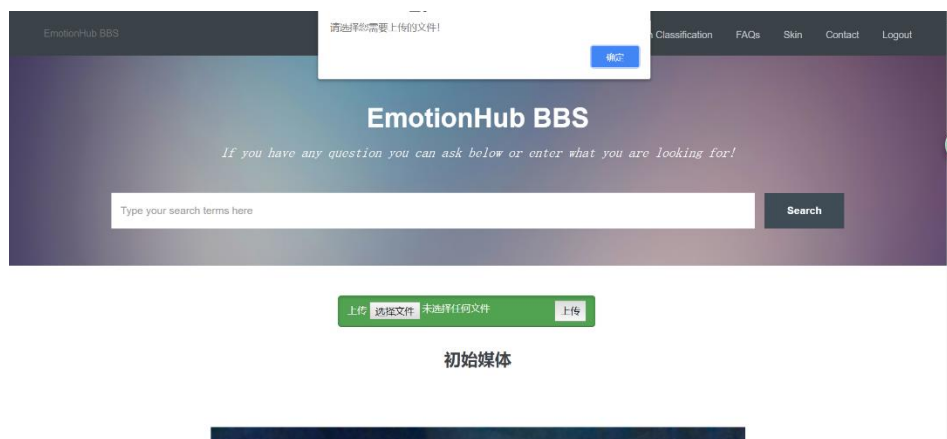 EmotionHub BBS
请选择您需要上传的文件!
确定
Classification FAQs Skin Contact Logout
EmotionHub BBS
If you have any question you can ask below or enter what you are looking for!
Type your search terms here
Search
上传 选择文件 未选择任何文件 上传
初始媒体